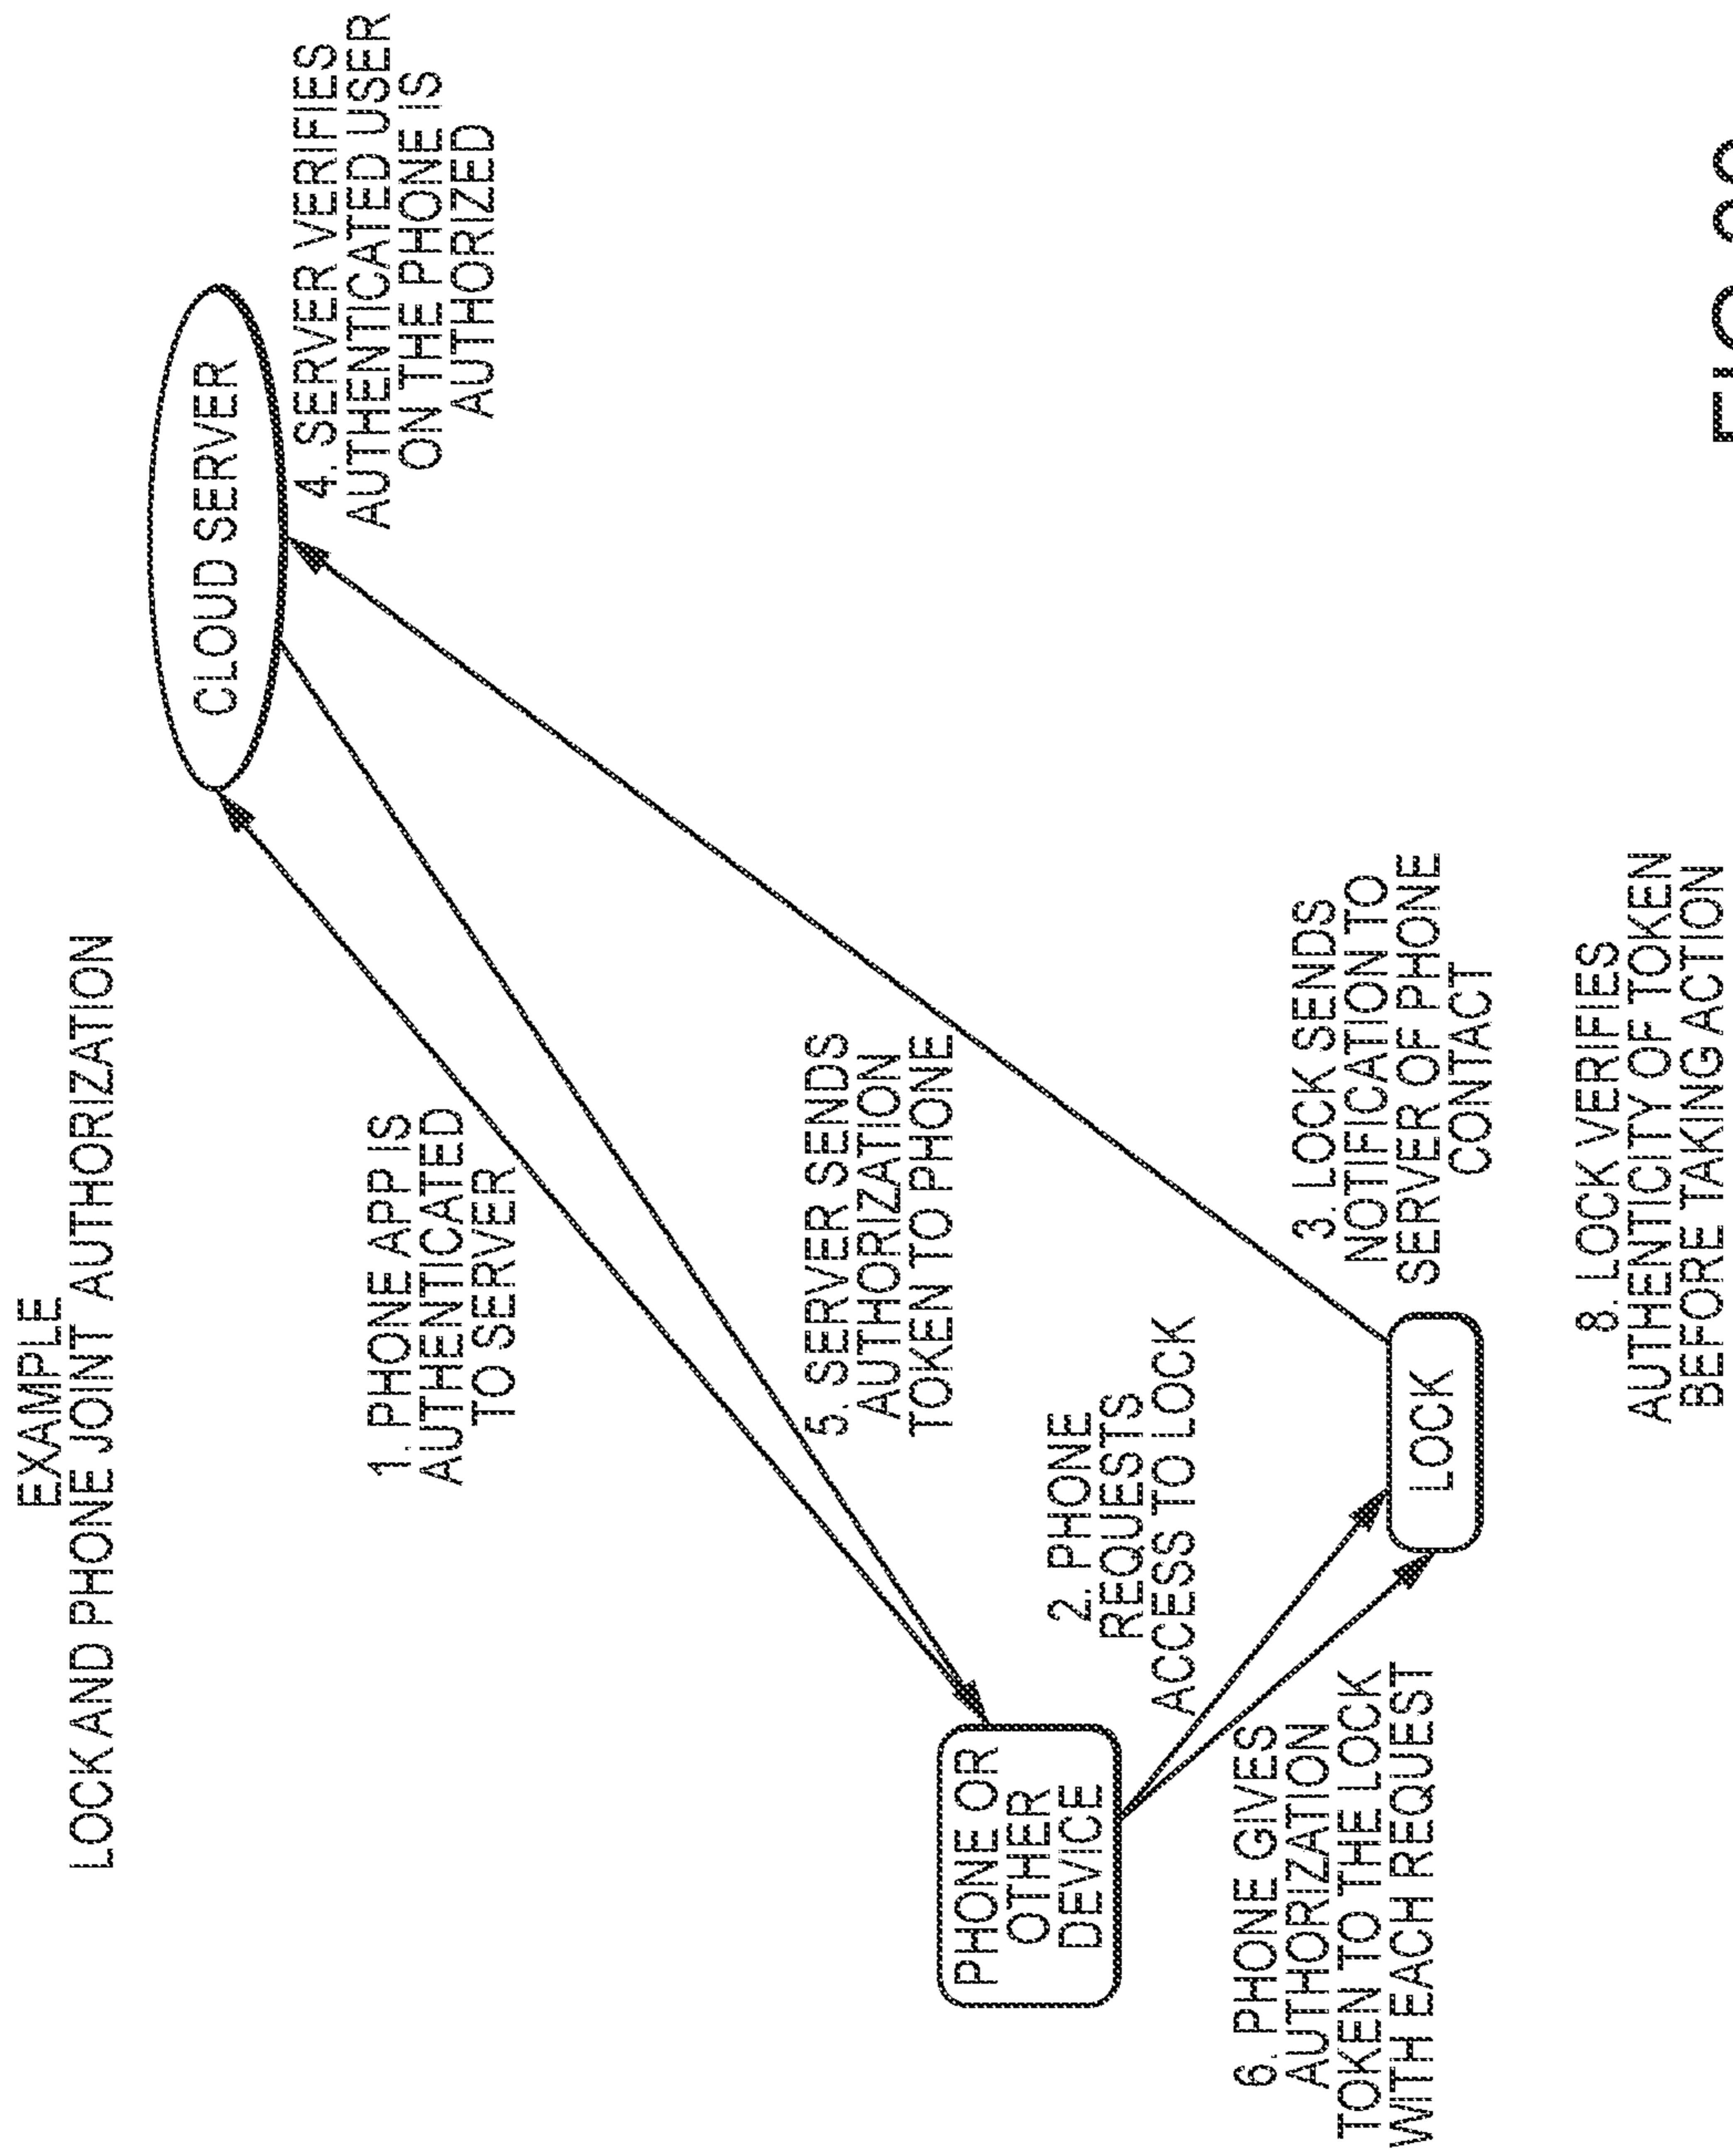 EXAMPLE
LOCK AND PHONE JOINT AUTHORIZATION
CLOUD SERVER
1. PHONE APP IS
AUTHENTICATED
TO SERVER
4. SERVER VERIFIES
AUTHENTICATED USER
ON THE PHONE IS
AUTHORIZED
5. SERVER SENDS
AUTHORIZATION
TOKEN TO PHONE
PHONE OR
OTHER
DEVICE
2. PHONE
REQUESTS
ACCESS TO LOCK
6. PHONE GIVES
AUTHORIZATION
TOKEN TO THE LOCK
WITH EACH REQUEST
LOCK
3. LOCK SENDS
NOTIFICATION TO
SERVER OF PHONE
CONTACT
8. LOCK VERIFIES
AUTHENTICITY OF TOKEN
BEFORE TAKING ACTION